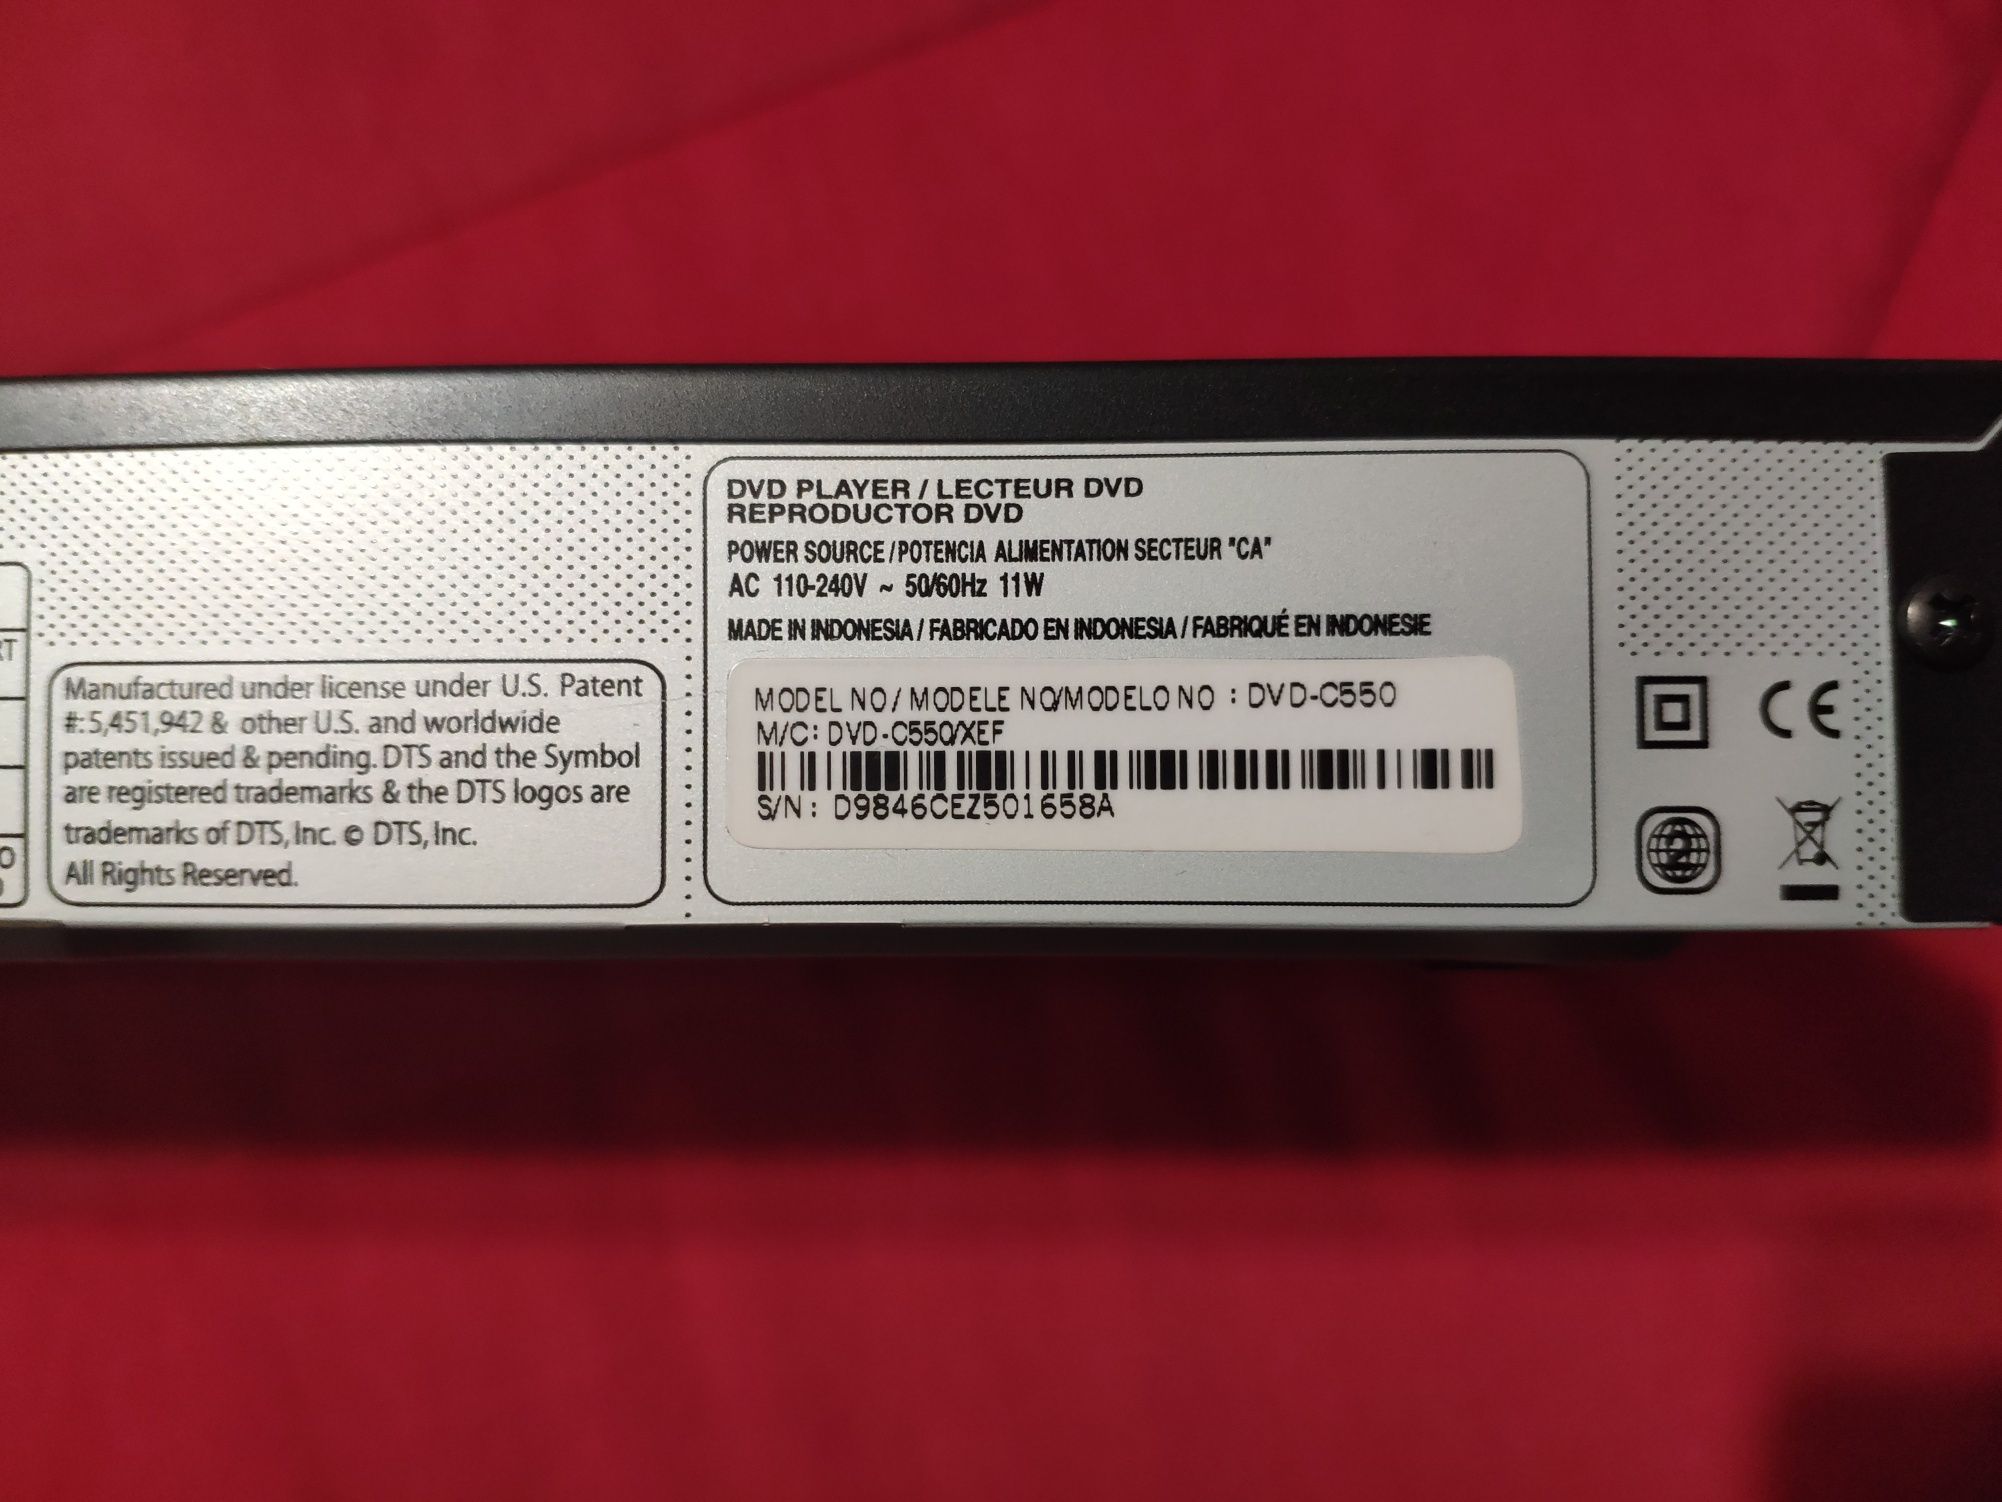 RT
O
Manufactured under license under U.S. Patent
#: 5,451,942 & other U.S. and worldwide
patents issued & pending. DTS and the Symbol
are registered trademarks & the DTS logos are
trademarks of DTS, Inc. © DTS, Inc.
All Rights Reserved.
DVD PLAYER / LECTEUR DVD
REPRODUCTOR DVD
POWER SOURCE / POTENCIA ALIMENTATION SECTEUR "CA"
AC 110-240V ~ 50/60Hz 11W
MADE IN INDONESIA / FABRICADO EN INDONESIA / FABRIQUÉ EN INDONESIE
MODEL NO / MODELE NO/MODELO NO : DVD-C550
M/C: DVD-C550/XEF
S/N: D9846CEZ501658A
CE
2